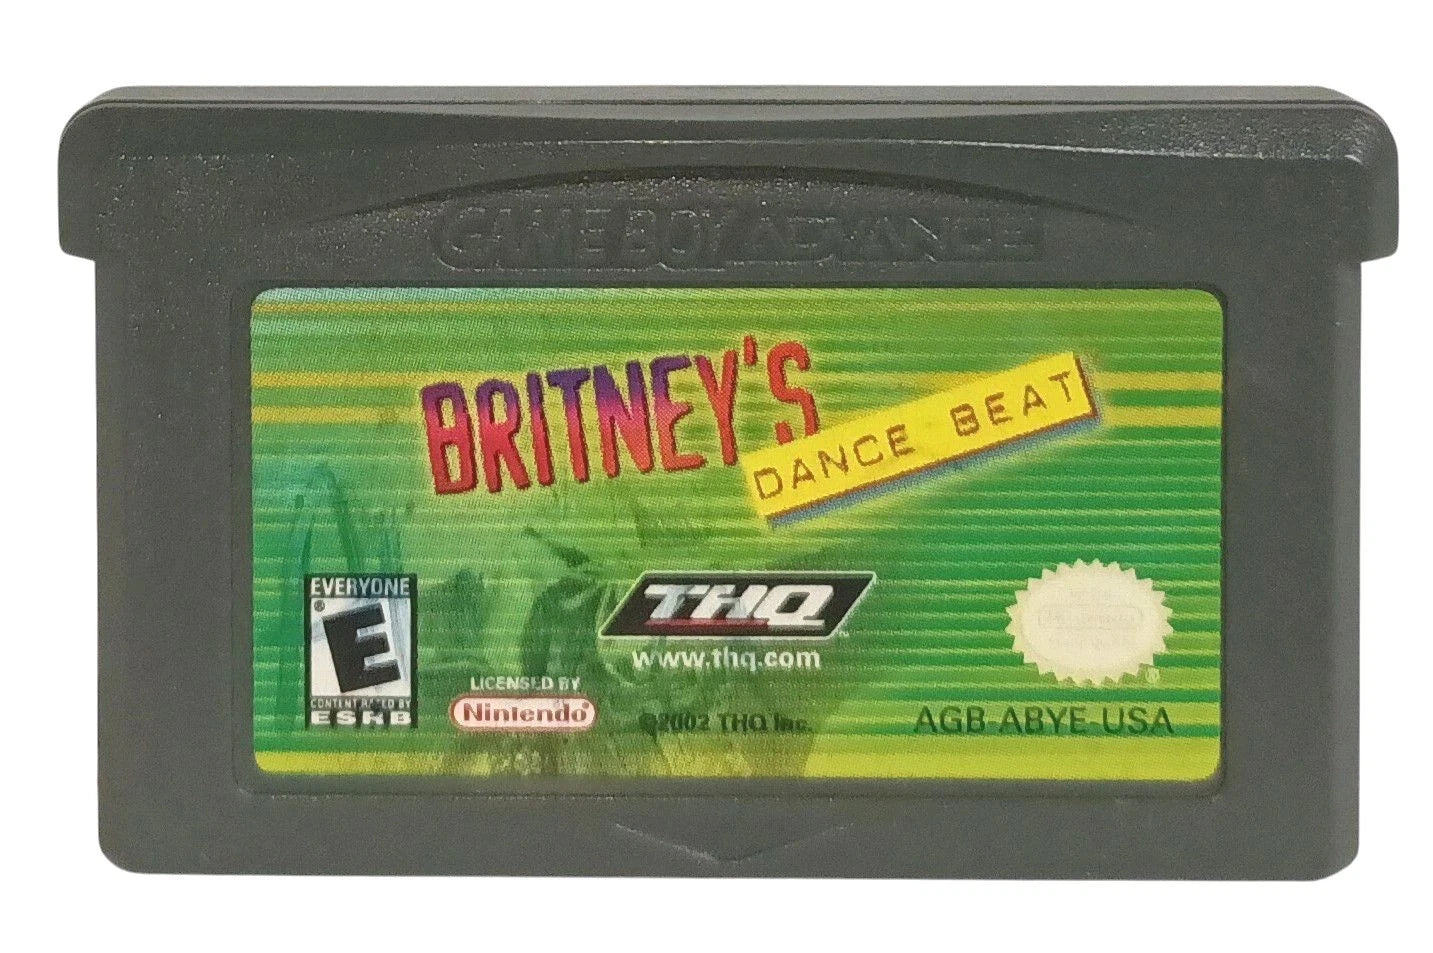 GAME BOY ADVANCE
BRITNEY'S
DANCE BEAT
EVERYONE
E
®
CONTENT RATED BY
ESRB
LICENSED BY
Nintendo®
THQ™
www.thq.com
©2002 THQ Inc.
®
AGB-ABYE-USA